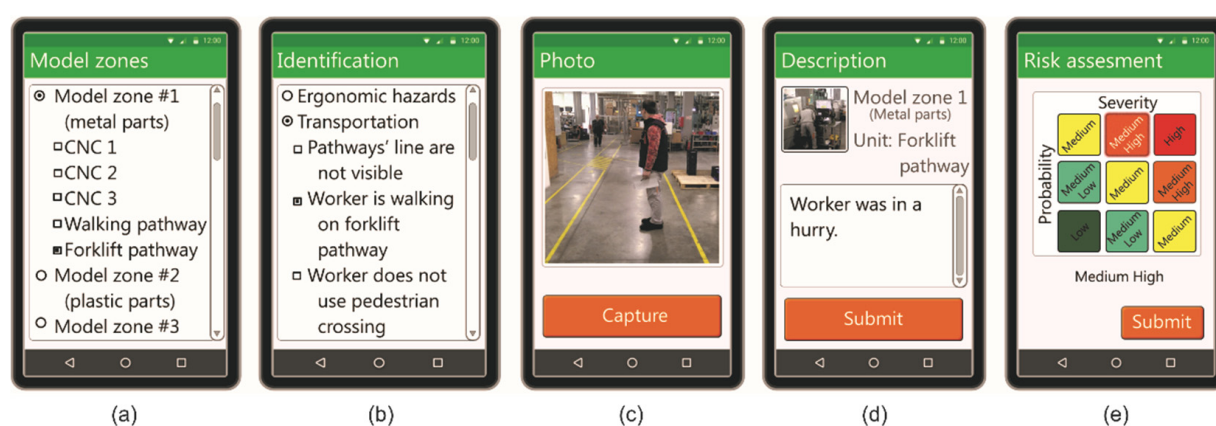 12:00
Model zones
Model zone #1
(metal parts)
CNC 1
CNC 2
CNC 3
Walking pathway
Forklift pathway
Model zone #2
(plastic parts)
Model zone #3
(a)
12:00
Identification
Ergonomic hazards
Transportation
Pathways' line are
not visible
Worker is walking
on forklift
pathway
Worker does not
use pedestrian
crossing
(b)
12:00
Photo
Capture
(c)
12:00
Description
Model zone 1
(Metal parts)
Unit: Forklift
pathway
Worker was in a
hurry.
Submit
(d)
12:00
Risk assesment
Severity
Probability
Medium
Medium
High
High
Medium
Low
Medium
Medium
High
Low
Medium
Low
Medium
Medium High
Submit
(e)